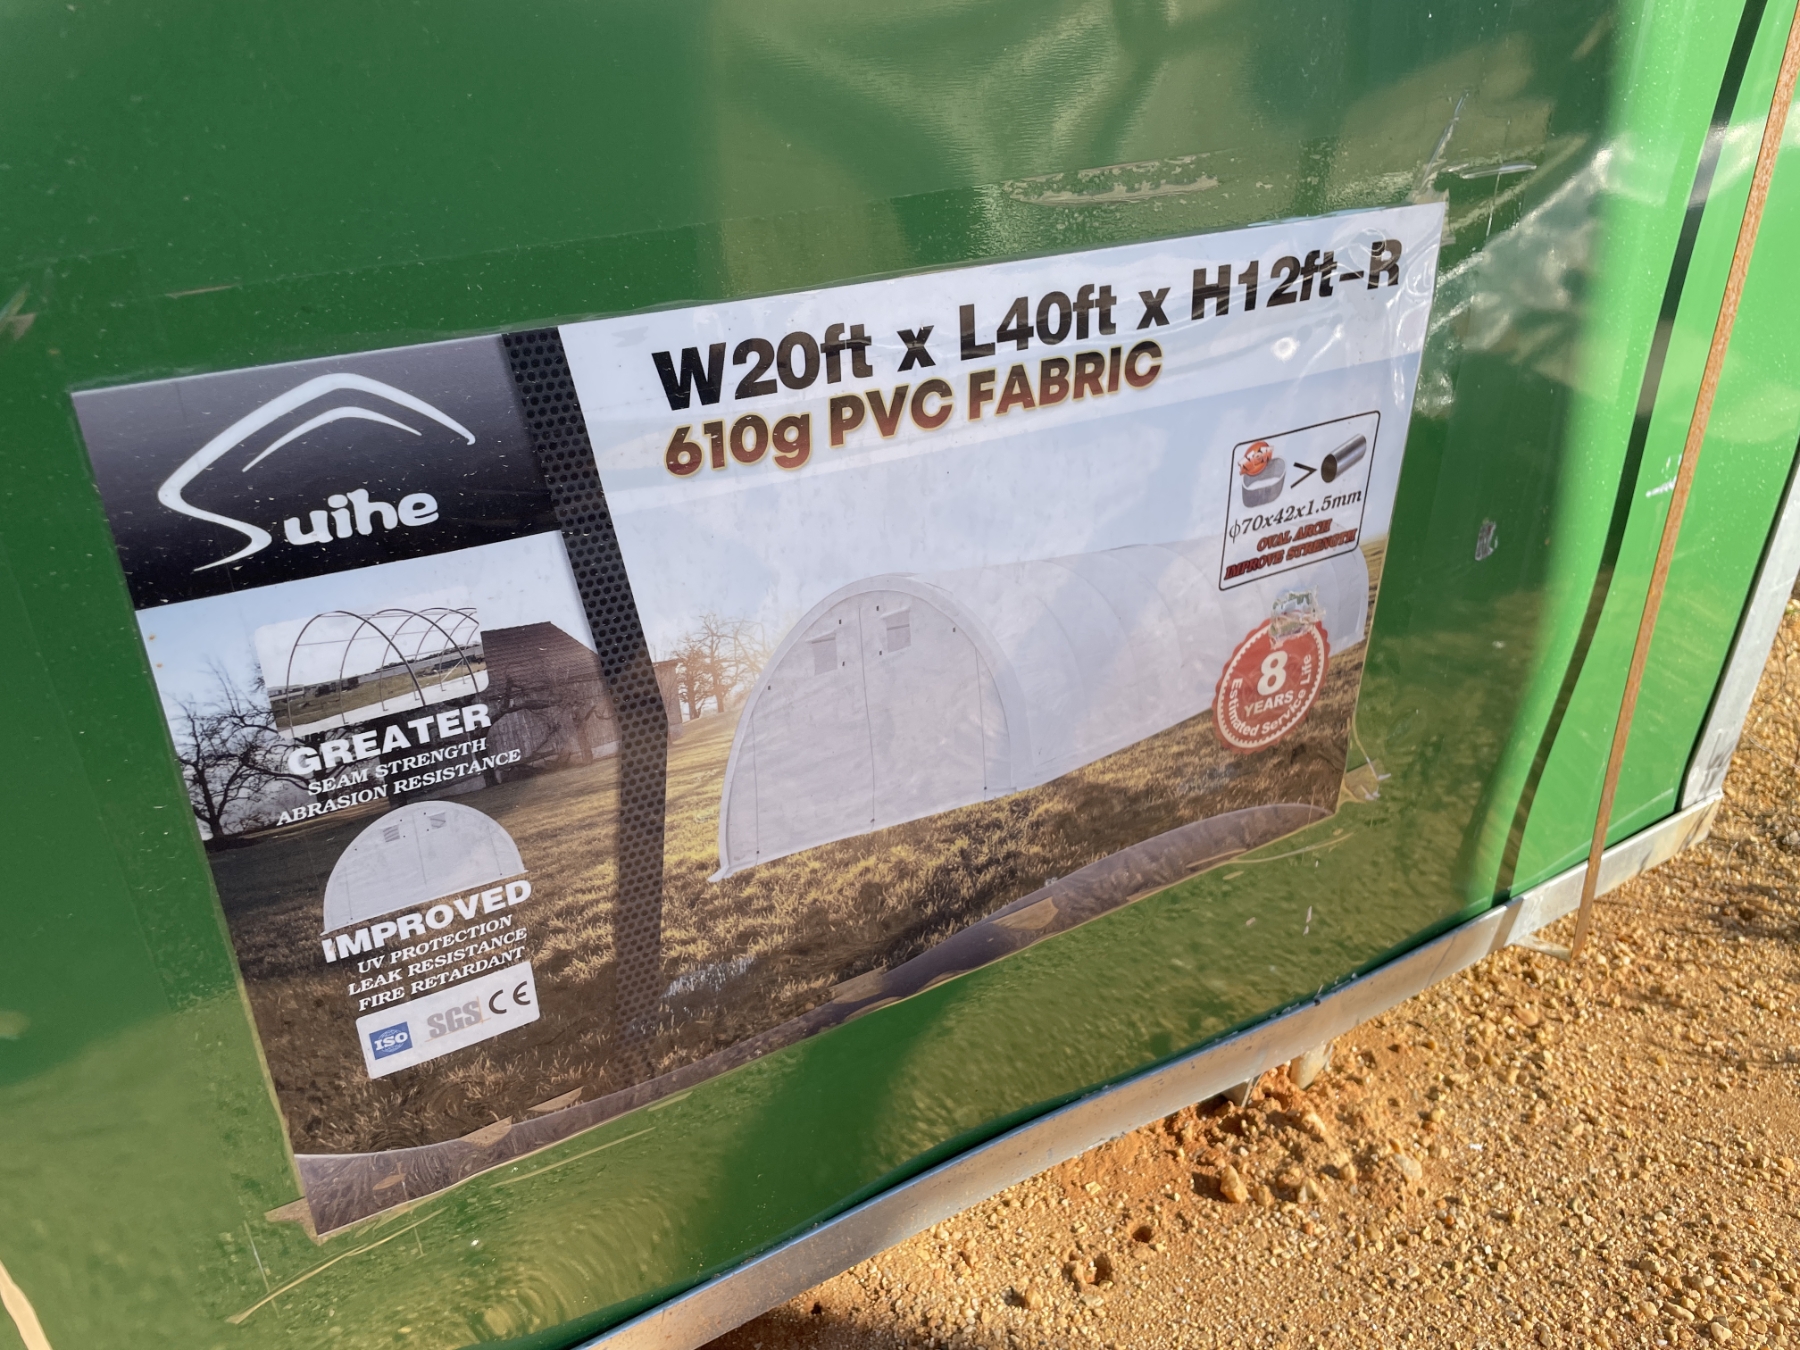 Suihe
W20ft x L40ft x H12ft-R
610g PVC FABRIC
φ70x42x1.5mm
OVAL ARCH
IMPROVE STRENGTH
8
YEARS
Estimated Service Life
GREATER
SEAM STRENGTH
ABRASION RESISTANCE
IMPROVED
UV PROTECTION
LEAK RESISTANCE
FIRE RETARDANT
ISO SGS CE